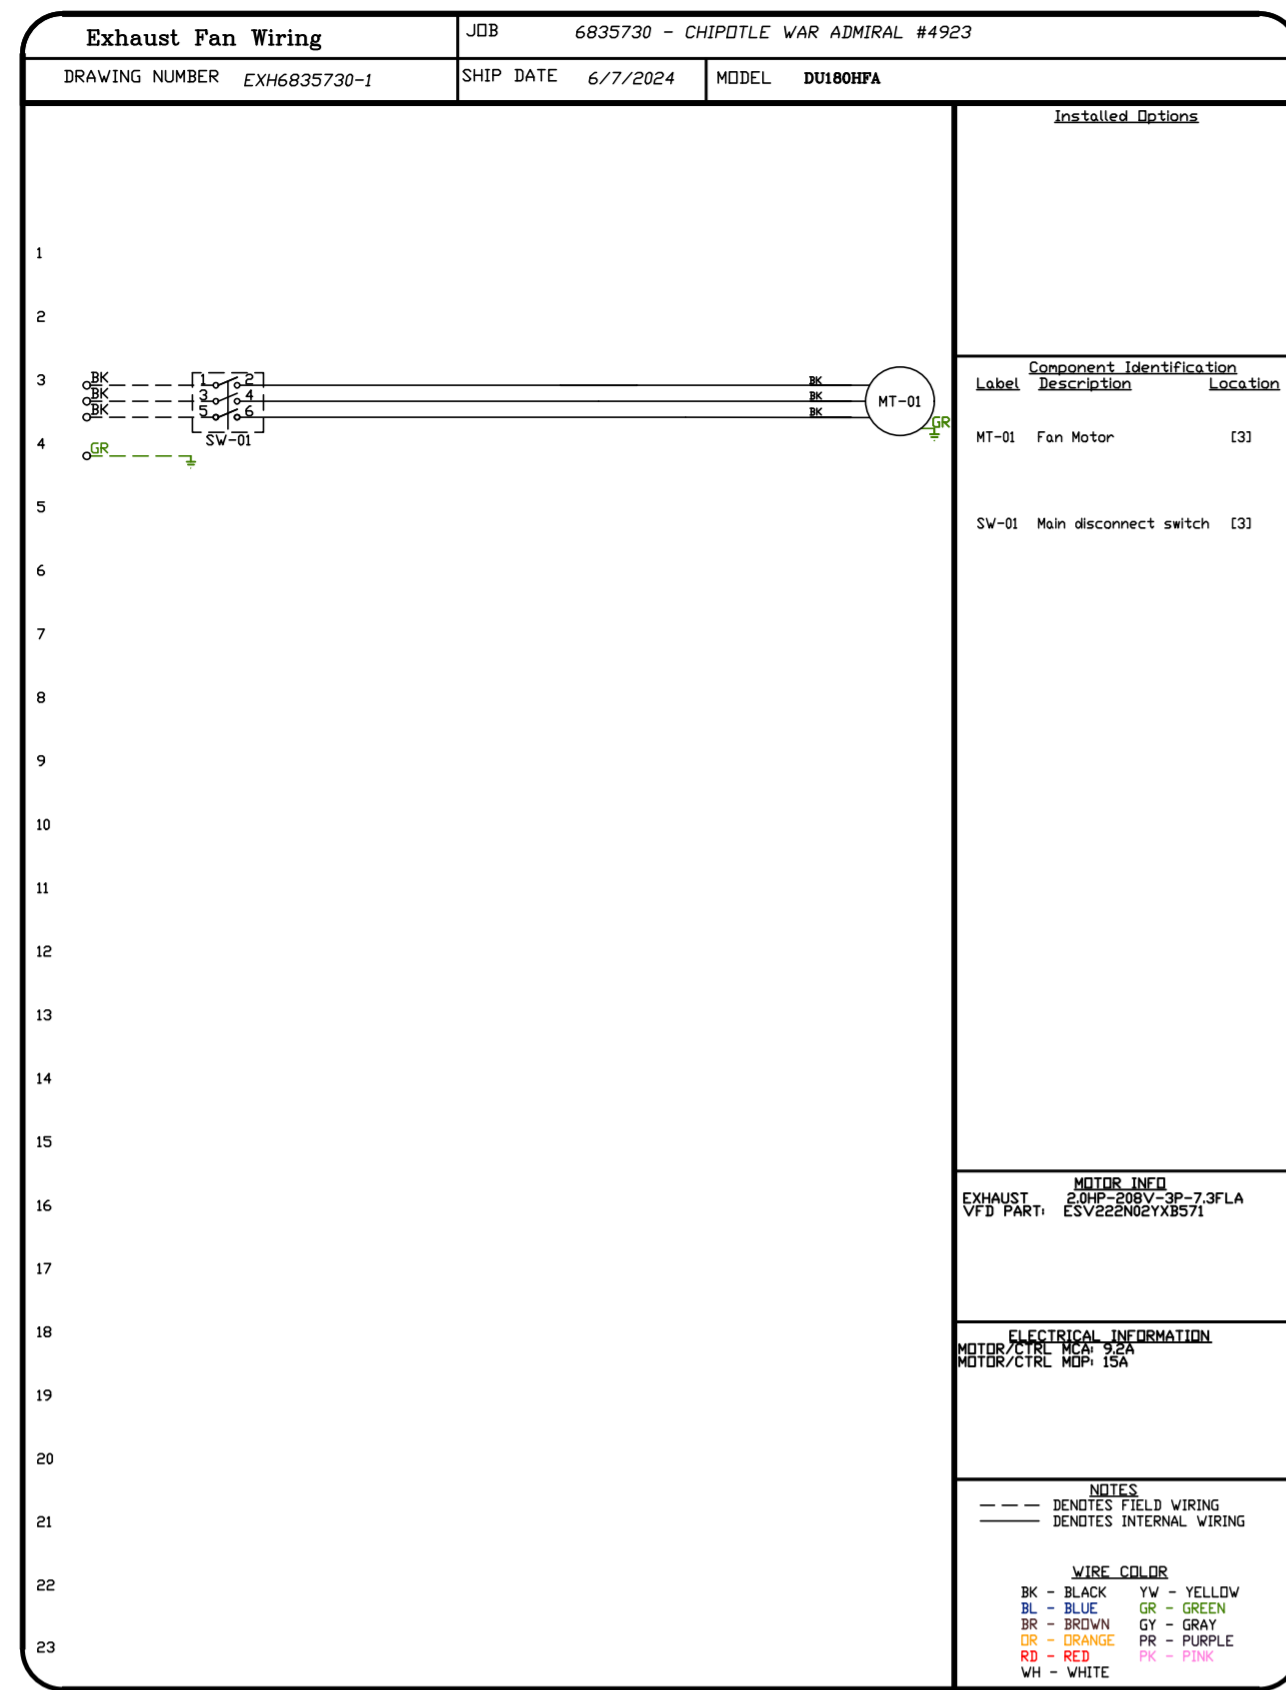 Exhaust Fan Wiring
JOB 6835730 - CHIPOTLE WAR ADMIRAL #4923
DRAWING NUMBER EXH6835730-1
SHIP DATE 6/7/2024
MODEL DU180HFA
Installed Options
1
2
3
BK
BK
BK
1 2
3 4
5 6
SW-01
BK
BK
BK
MT-01
GR
4
GR
5
6
7
8
9
10
11
12
13
14
15
16
17
18
19
20
21
22
23
Component Identification
Label Description Location
MT-01 Fan Motor [3]
SW-01 Main disconnect switch [3]
MOTOR INFO
EXHAUST 2.0HP-208V-3P-7.3FLA
VFD PART: ESV222N02YXB571
ELECTRICAL INFORMATION
MOTOR/CTRL MCA: 9.2A
MOTOR/CTRL MOP: 15A
NOTES
DENOTES FIELD WIRING
DENOTES INTERNAL WIRING
WIRE COLOR
BK - BLACK YW - YELLOW
BL - BLUE GR - GREEN
BR - BROWN GY - GRAY
OR - ORANGE PR - PURPLE
RD - RED PK - PINK
WH - WHITE